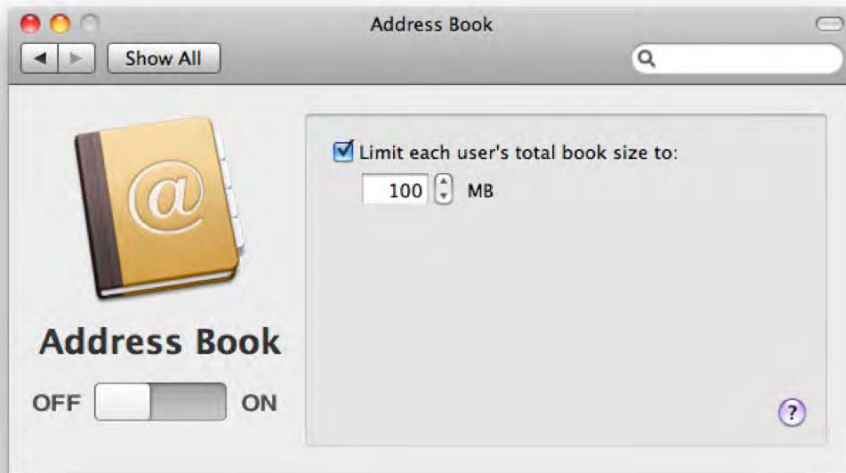 Address Book
Show All
Limit each user's total book size to:
100 MB
@
Address Book
OFF ON
?